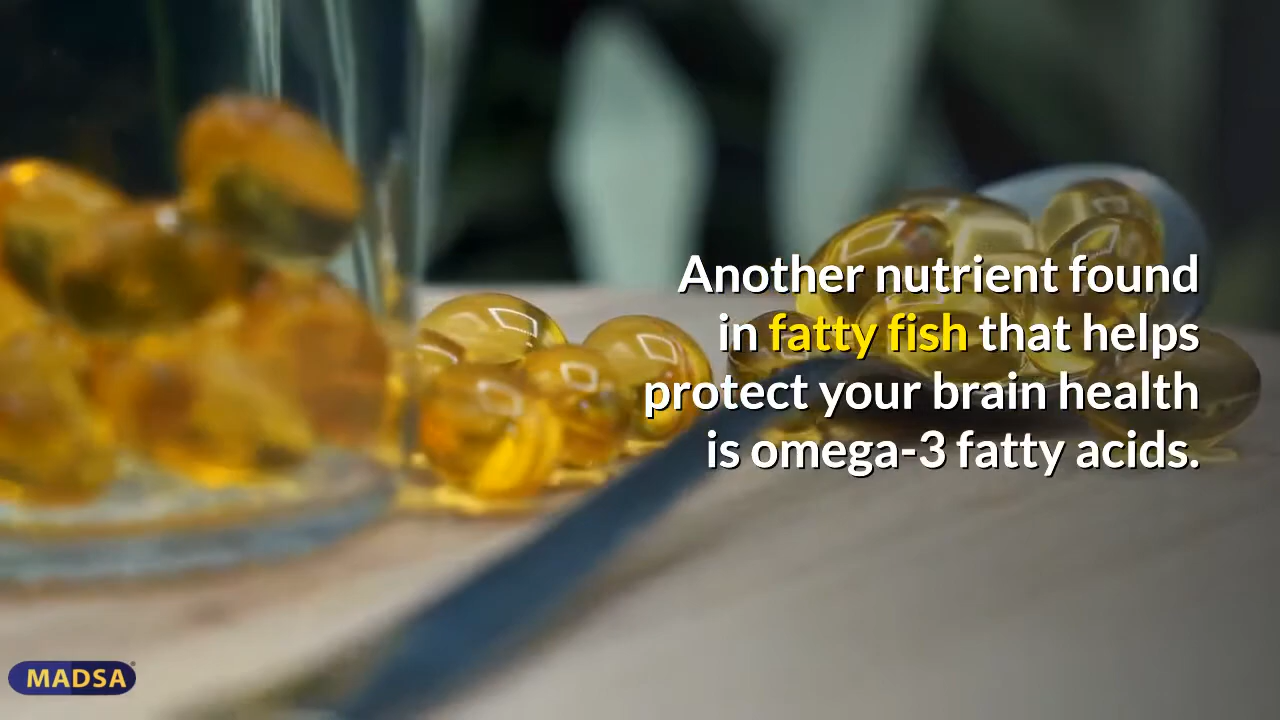 Another nutrient found
in fatty fish that helps
protect your brain health
is omega-3 fatty acids.
MADSA